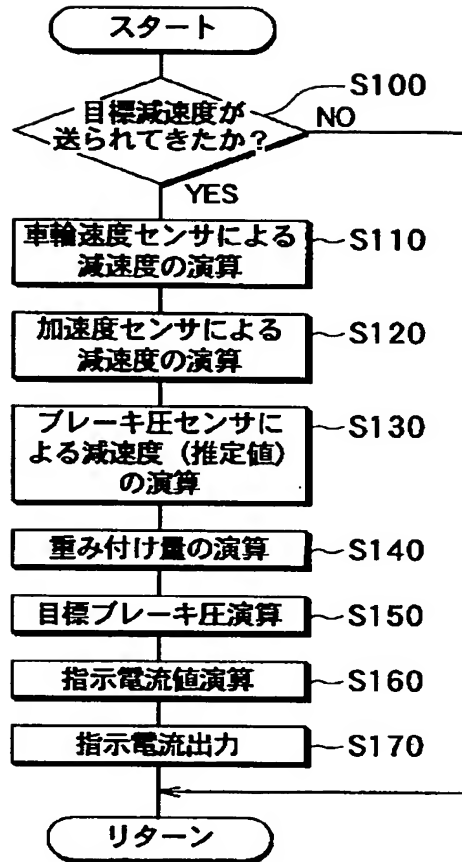 スタート
目標減速度が
送られてきたか？
S100
NO
YES
車輪速度センサによる
減速度の演算
S110
加速度センサによる
減速度の演算
S120
ブレーキ圧センサに
よる減速度（推定値）
の演算
S130
重み付け量の演算
S140
目標ブレーキ圧演算
S150
指示電流値演算
S160
指示電流出力
S170
リターン